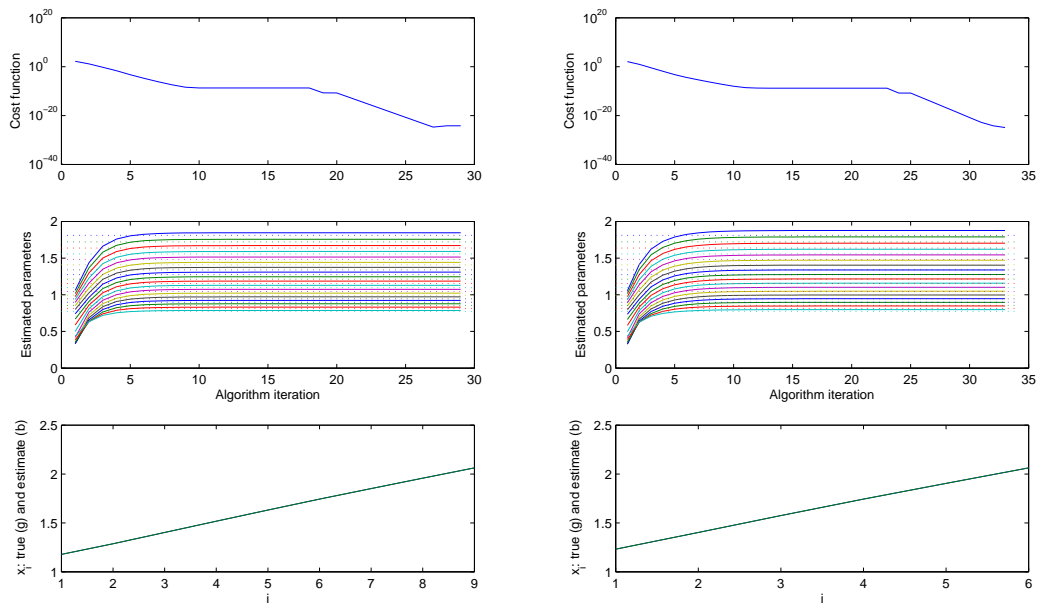 10^20
10^0
10^−20
10^−40
Cost function
0 5 10 15 20 25 30
10^20
10^0
10^−20
10^−40
Cost function
0 5 10 15 20 25 30 35
2
1.5
1
0.5
0
Estimated parameters
0 5 10 15 20 25 30
Algorithm iteration
2
1.5
1
0.5
0
Estimated parameters
0 5 10 15 20 25 30 35
Algorithm iteration
2.5
2
1.5
1
x_i: true (g) and estimate (b)
1 2 3 4 5 6 7 8 9
i
2.5
2
1.5
1
x_i: true (g) and estimate (b)
1 2 3 4 5 6
i